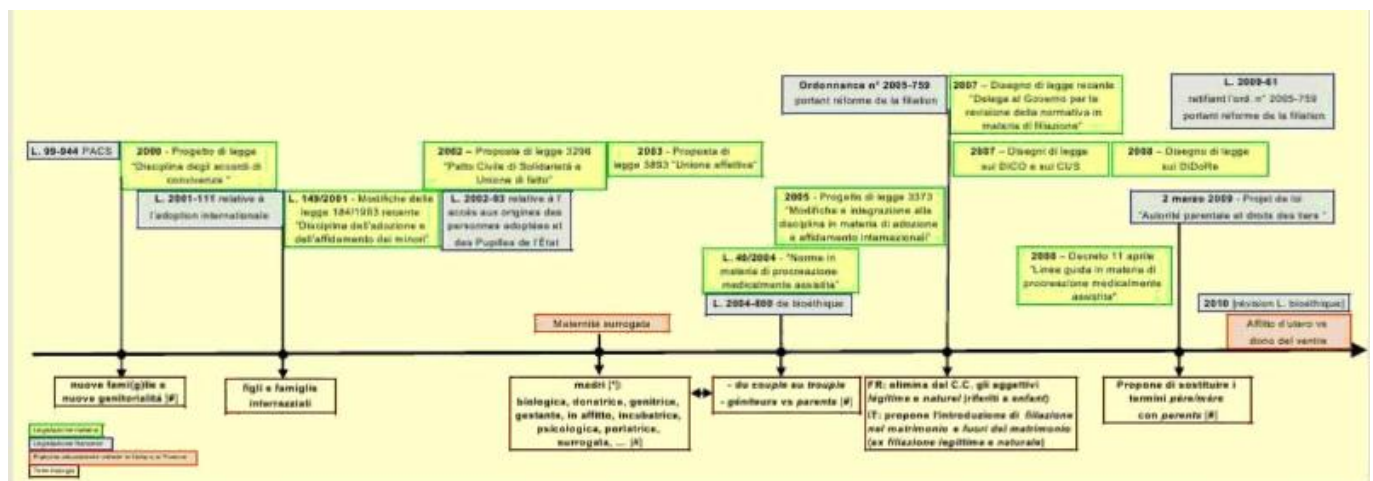 Ordonnance n° 2005-759
portant réforme de la filiation
2007 – Disegno di legge recante
"Delega al Governo per la
revisione della normativa in
materia di filiazione"
L. 2009-61
ratifiant l'ord. n° 2005-759
portant réforme de la filiation
L. 99-944 PACS
2000 - Progetto di legge
"Disciplina degli accordi di
convivenza "
2002 – Proposta di legge 3296
"Patto Civile di Solidarietà e
Unione di fatto"
2003 - Proposta di
legge 3893 "Unione affettiva"
2007 – Disegni di legge
sui DICO e sui CUS
2008 – Disegno di legge
sui DiDoRe
L. 2001-111 relative à
l'adoption internationale
L. 149/2001 - Modifiche della
legge 184/1983 recante
"Disciplina dell'adozione e
dell'affidamento dei minori"
L. 2002-93 relative à l'
accès aux origines des
personnes adoptées et
des Pupilles de l'État
2005 - Progetto di legge 3373
"Modifiche e integrazione alla
disciplina in materia di adozione
e affidamento internazionali"
2 marzo 2009 - Projet de loi
"Autorité parentale et droits des tiers "
L. 40/2004 - "Norme in
materia di procreazione
medicalmente assistita"
L. 2004-800 de bioéthique
2008 – Decreto 11 aprile
"Linee guida in materia di
procreazione medicalmente
assistita"
2010 [révision L. bioéthique]
Maternità surrogata
Affitto d'utero vs
dono del ventre
nuove fami(g)lie e
nuove genitorialità [#]
figli e famiglie
interrazziali
madri [*]:
biologica, donatrice, genitrice,
gestante, in affitto, incubatrice,
psicologica, portatrice,
surrogata, ... [#]
- du couple au trouple
- géniteurs vs parents [#]
FR: elimina dal C.C. gli aggettivi
légitime e naturel (riferiti a enfant)
IT: propone l'introduzione di filiazione
nel matrimonio e fuori del matrimonio
(ex filiazione legittima e naturale)
Propone di sostituire i
termini père/mère
con parents [#]
Legislazione italiana
Legislazione francese